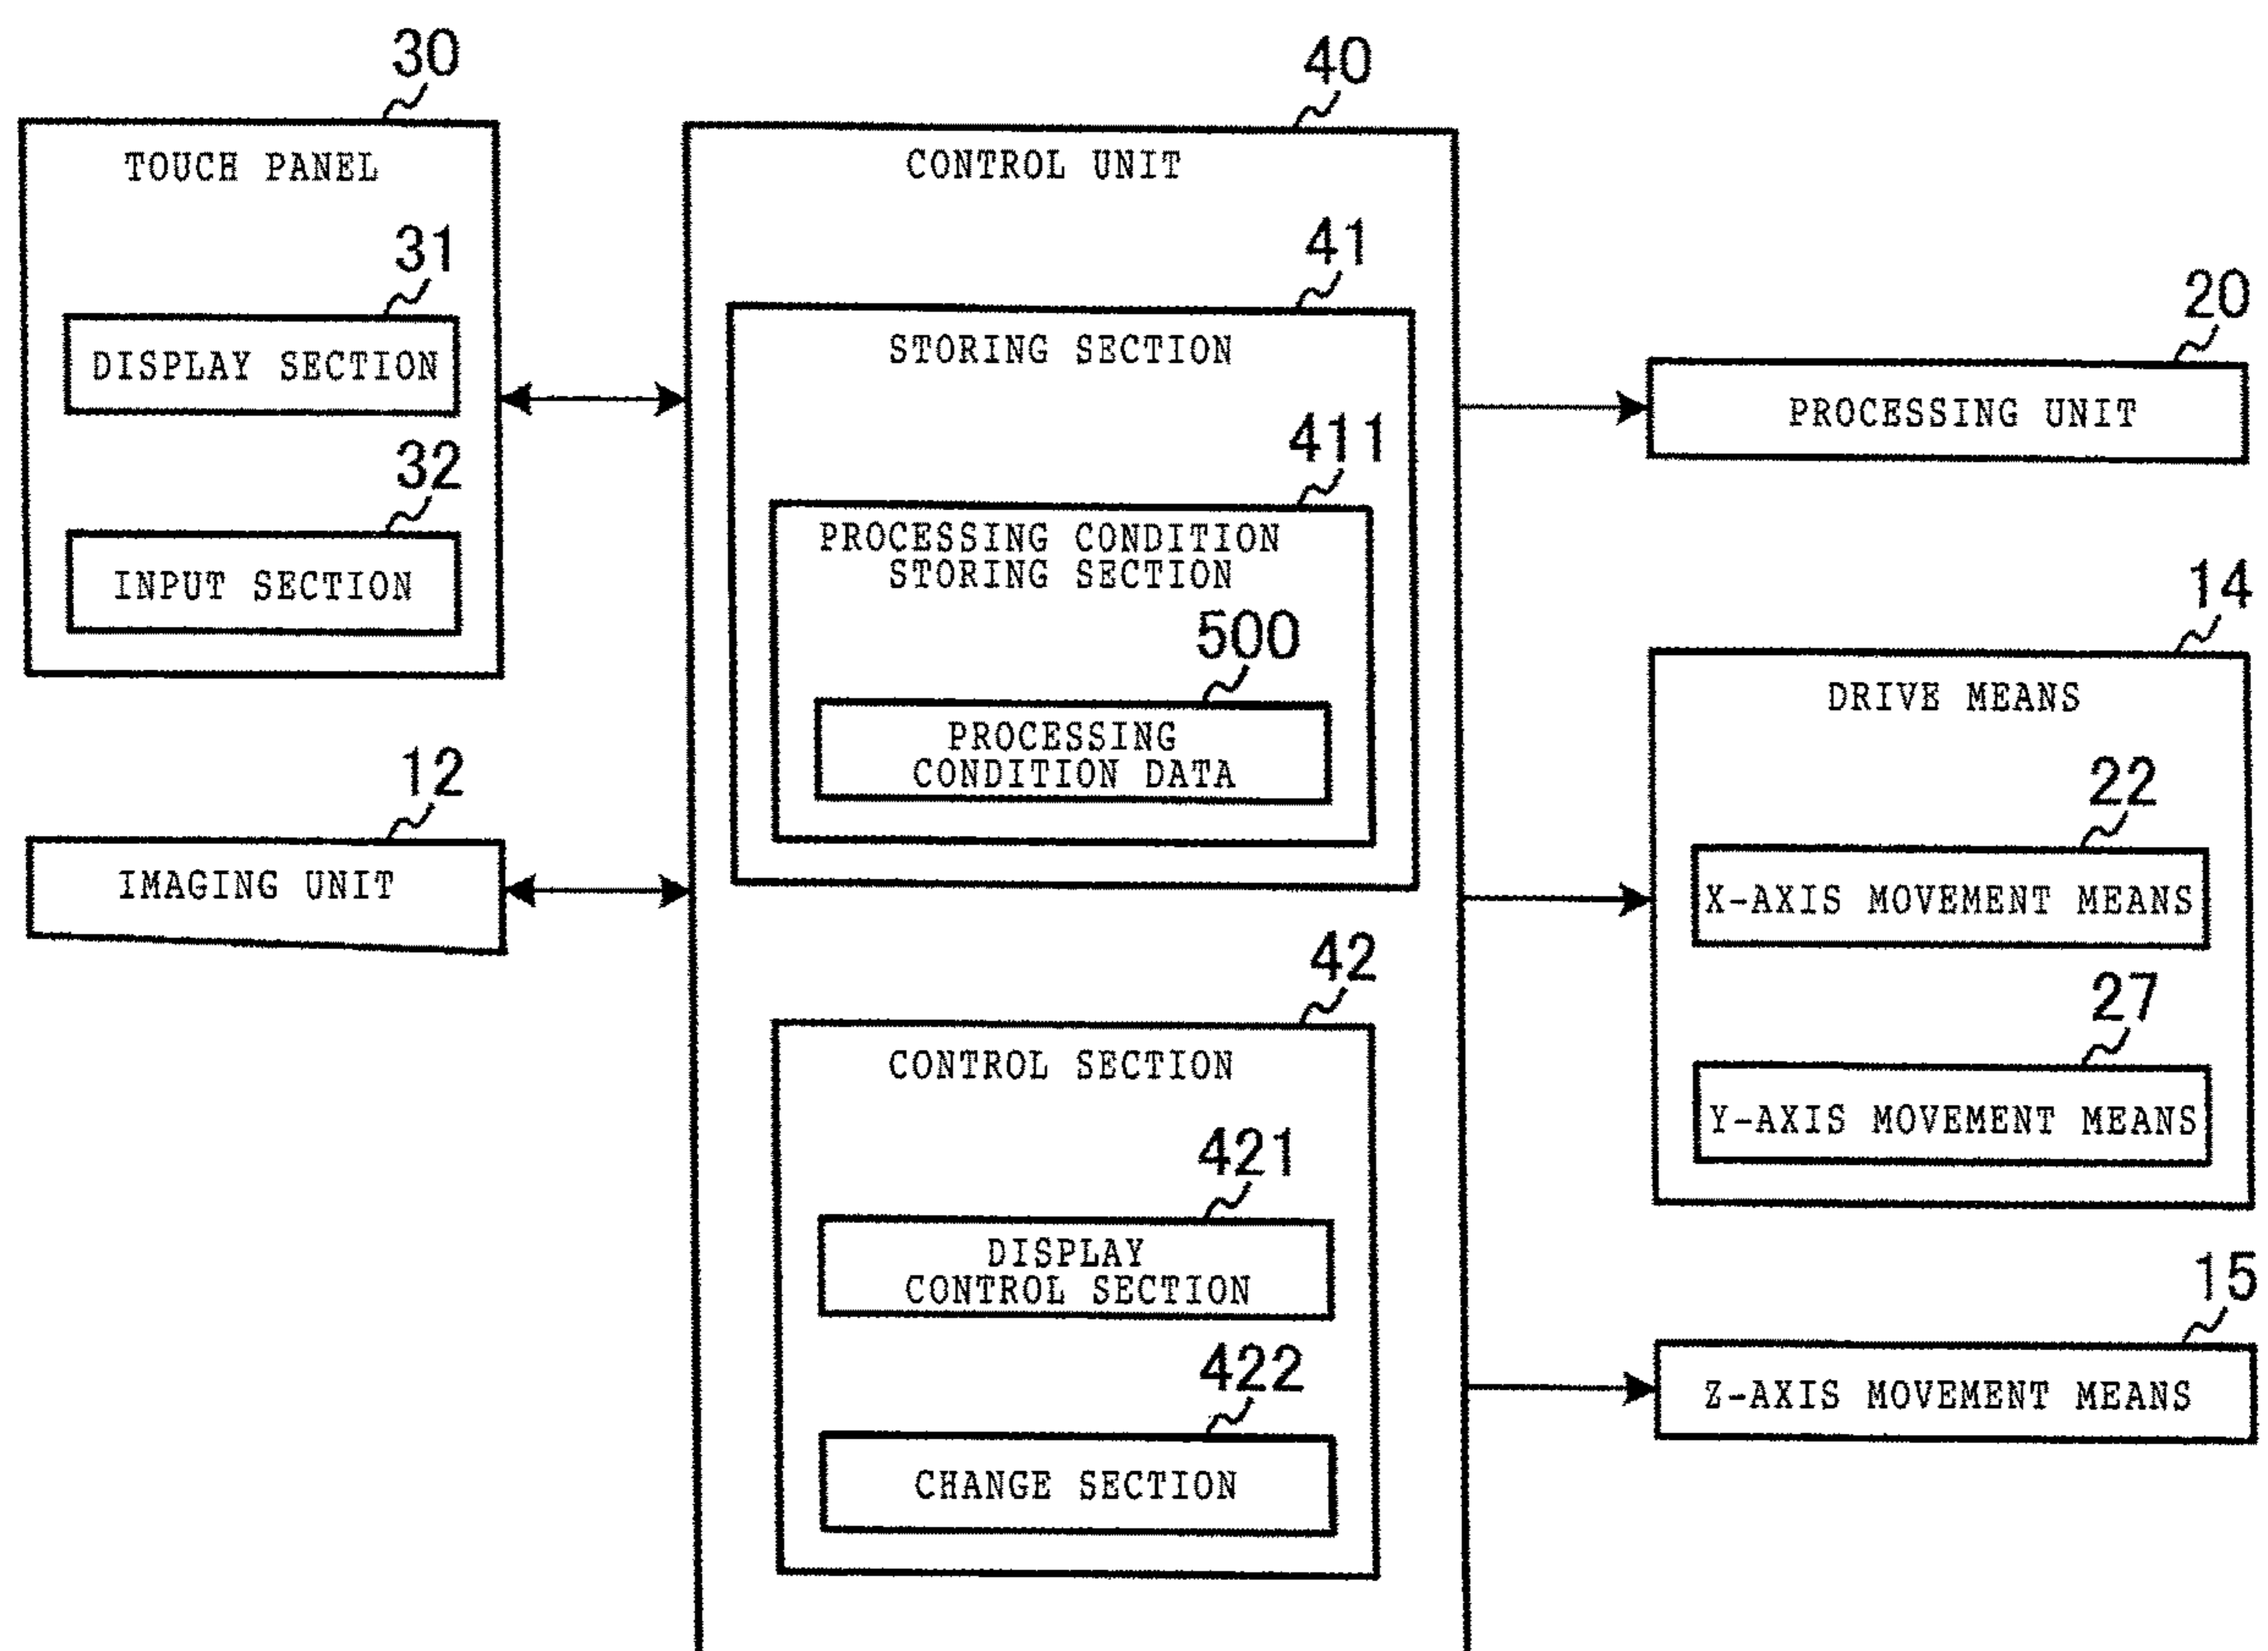 30
TOUCH PANEL
31
DISPLAY SECTION
32
INPUT SECTION
12
IMAGING UNIT
40
CONTROL UNIT
41
STORING SECTION
411
PROCESSING CONDITION
STORING SECTION
500
PROCESSING
CONDITION DATA
42
CONTROL SECTION
421
DISPLAY
CONTROL SECTION
422
CHANGE SECTION
20
PROCESSING UNIT
14
DRIVE MEANS
22
X-AXIS MOVEMENT MEANS
27
Y-AXIS MOVEMENT MEANS
15
Z-AXIS MOVEMENT MEANS